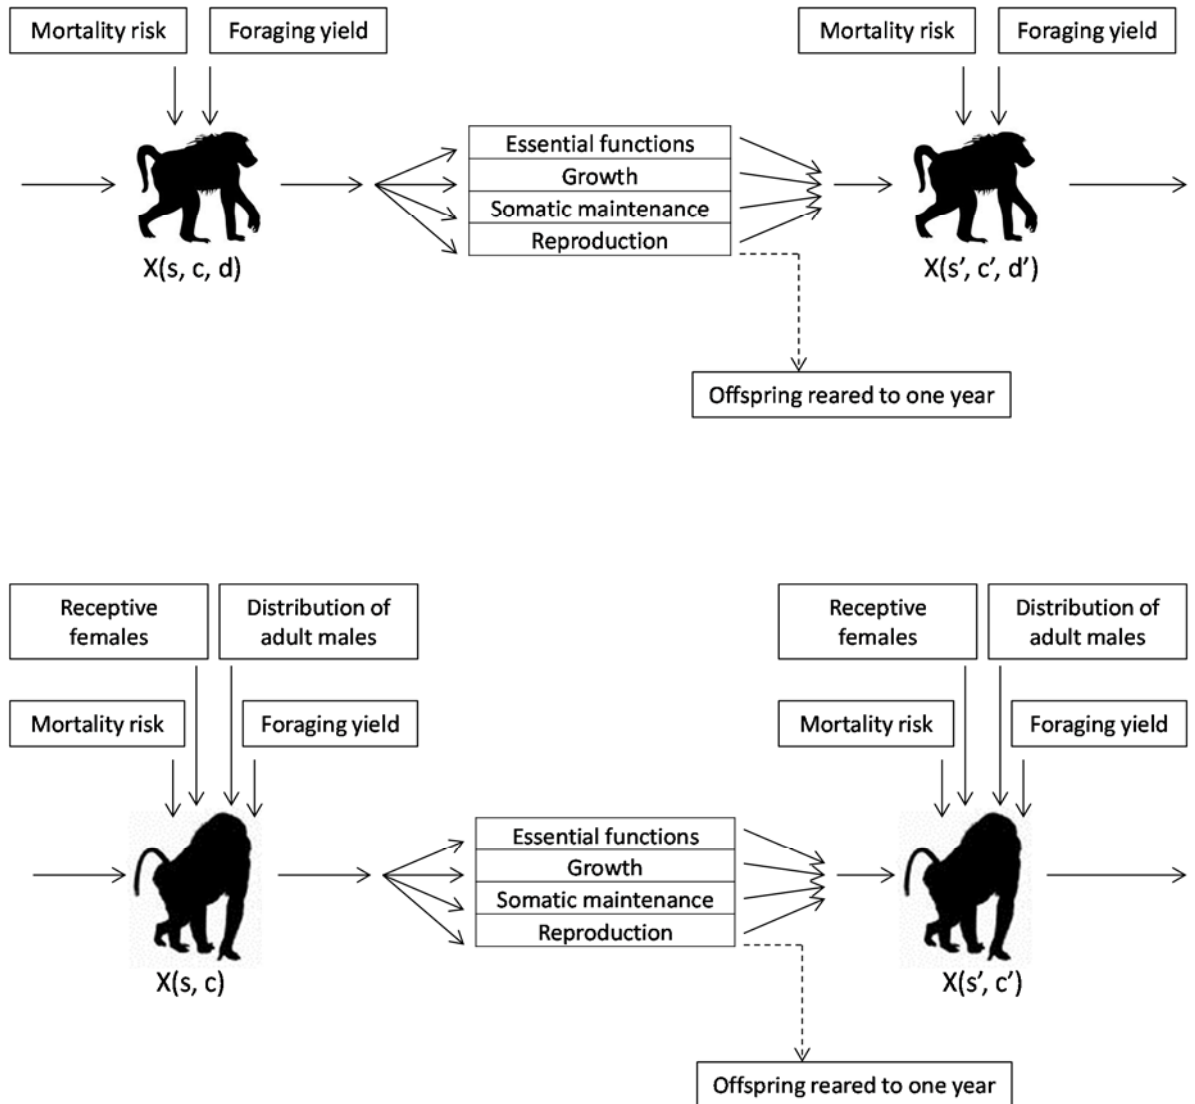 Mortality risk
Foraging yield
Mortality risk
Foraging yield
Essential functions
Growth
Somatic maintenance
Reproduction
X(s, c, d)
X(s’, c’, d’)
Offspring reared to one year
Receptive
females
Distribution of
adult males
Receptive
females
Distribution of
adult males
Mortality risk
Foraging yield
Mortality risk
Foraging yield
Essential functions
Growth
Somatic maintenance
Reproduction
X(s, c)
X(s’, c’)
Offspring reared to one year